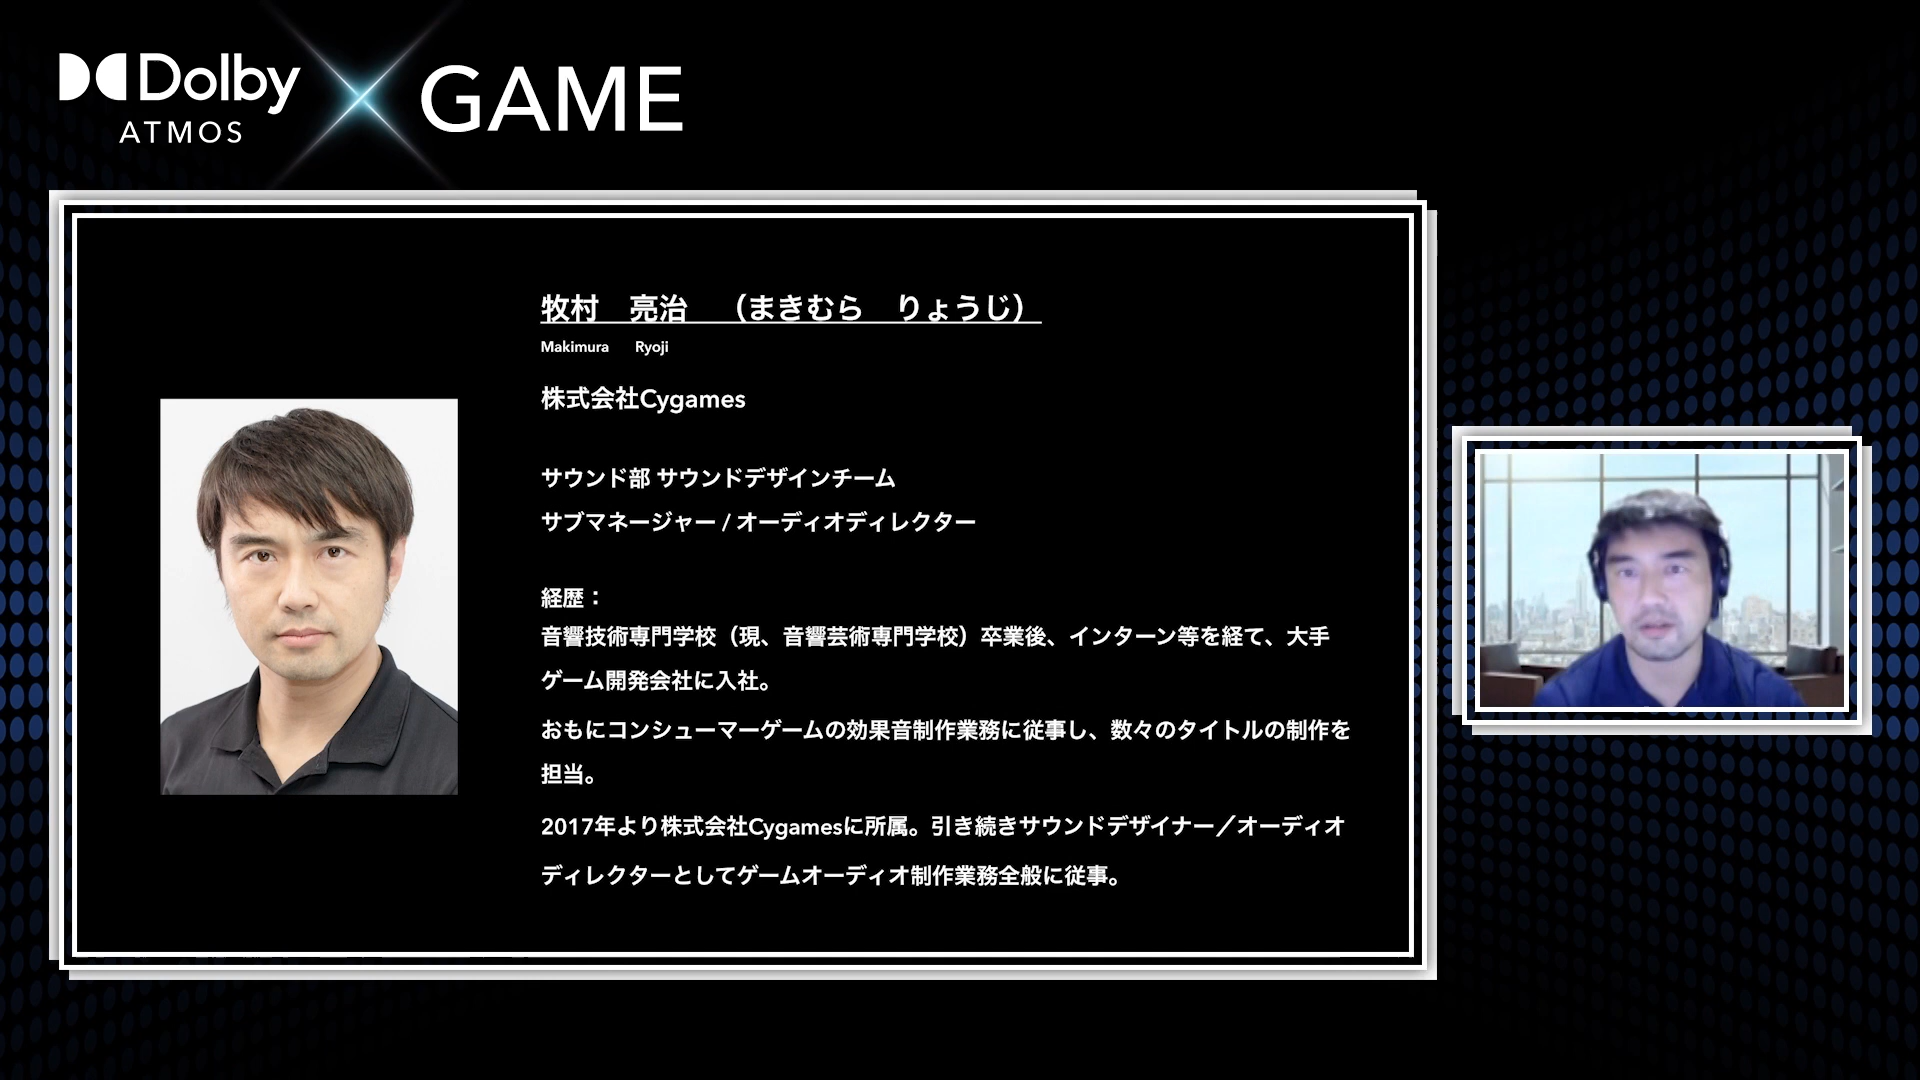 Dolby
ATMOS
GAME
牧村　亮治　（まきむら　りょうじ）
Makimura　Ryoji
株式会社Cygames
サウンド部 サウンドデザインチーム
サブマネージャー / オーディオディレクター
経歴：
音響技術専門学校（現、音響芸術専門学校）卒業後、インターン等を経て、大手
ゲーム開発会社に入社。
おもにコンシューマーゲームの効果音制作業務に従事し、数々のタイトルの制作を
担当。
2017年より株式会社Cygamesに所属。引き続きサウンドデザイナー／オーディオ
ディレクターとしてゲームオーディオ制作業務全般に従事。